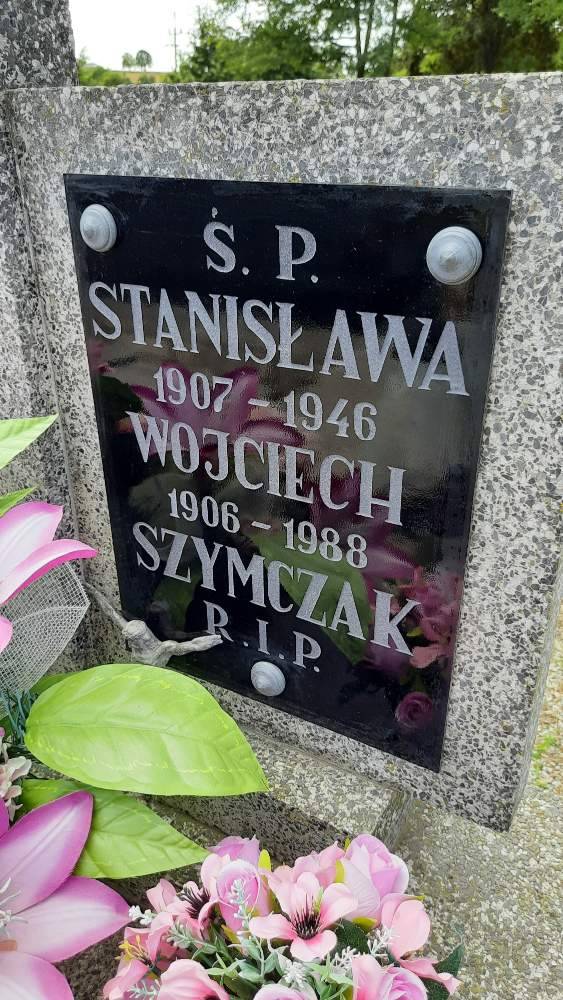 Ś. P.
STANISŁAWA
1907 - 1946
WOJCIECH
1906 - 1988
SZYMCZAK
R.I.P.